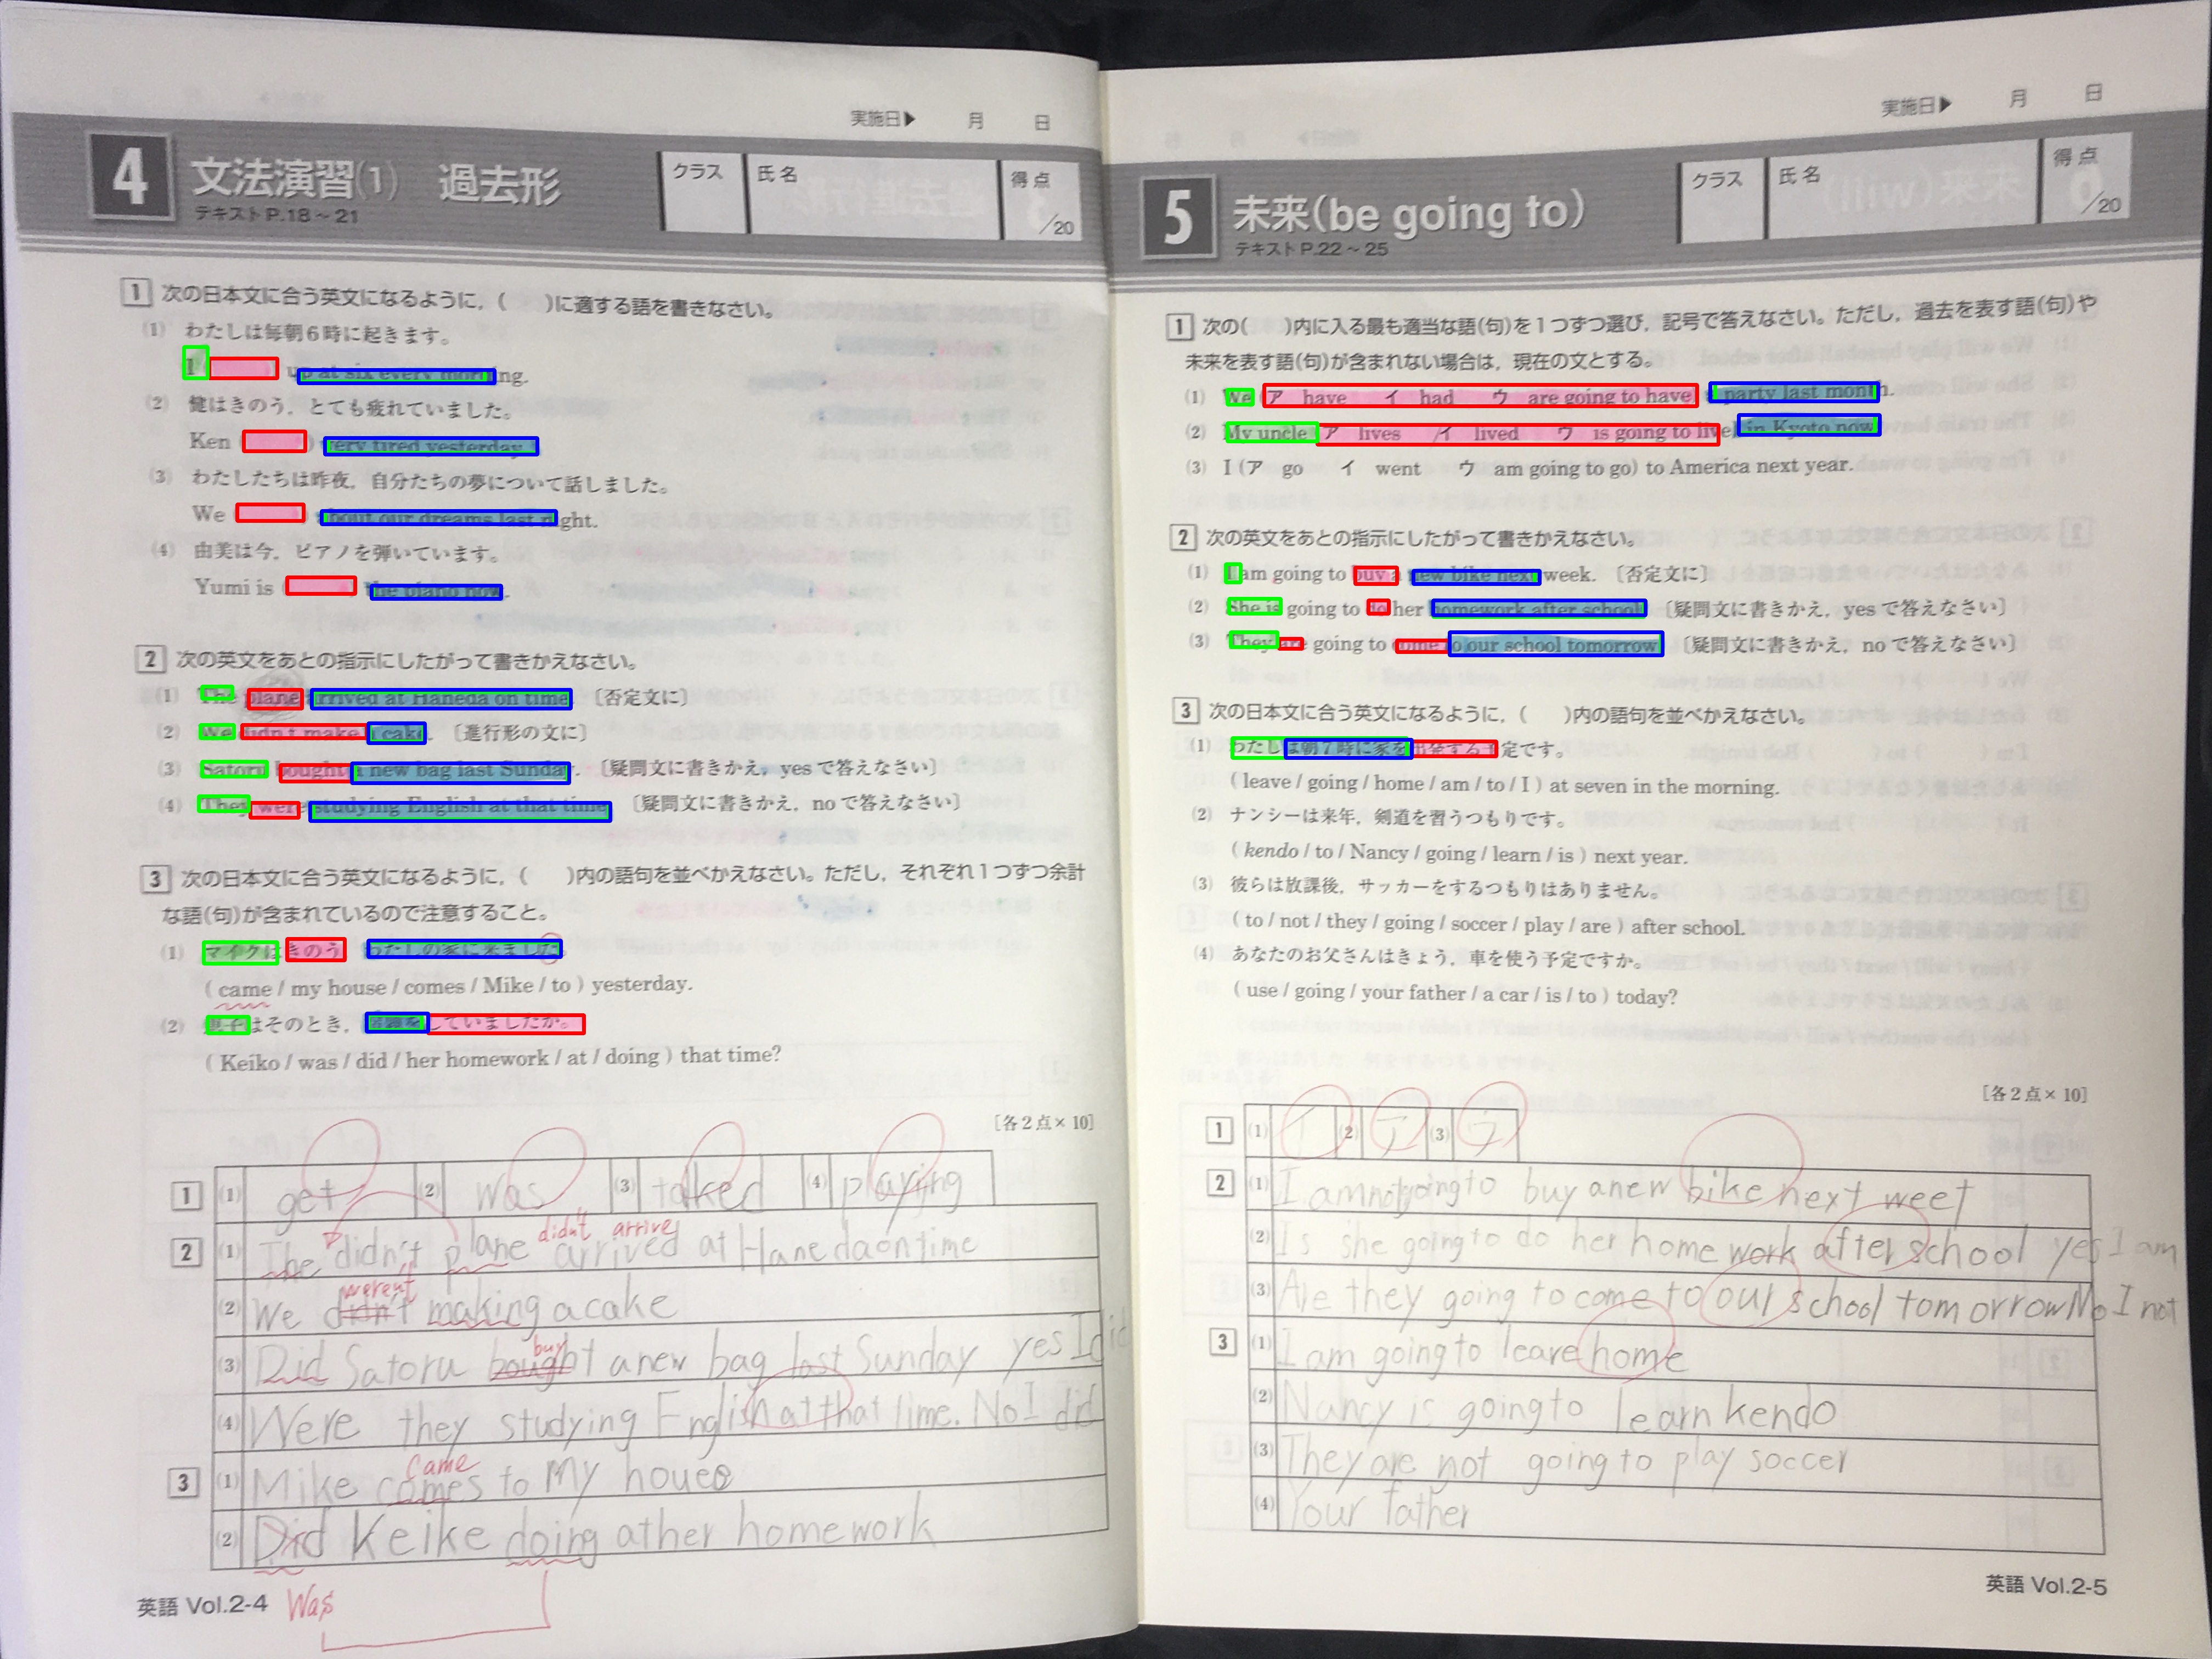 実施日▶ 月 日
4 文法演習(1) 過去形
テキストP.18～21
クラス 氏名 得点 /20
1 次の日本文に合う英文になるように,( )に適する語を書きなさい。
(1) わたしは毎朝6時に起きます。
I ( ) up at six every morning.
(2) 健はきのう，とても疲れていました。
Ken ( ) very tired yesterday.
(3) わたしたちは昨夜，自分たちの夢について話しました。
We ( ) about our dreams last night.
(4) 由美は今，ピアノを弾いています。
Yumi is ( ) the piano now.
2 次の英文をあとの指示にしたがって書きかえなさい。
(1) The plane arrived at Haneda on time. 〔否定文に〕
(2) We didn't make a cake. 〔進行形の文に〕
(3) Satoru bought a new bag last Sunday. 〔疑問文に書きかえ，yesで答えなさい〕
(4) They were studying English at that time. 〔疑問文に書きかえ，noで答えなさい〕
3 次の日本文に合う英文になるように,( )内の語句を並べかえなさい。ただし，それぞれ1つずつ余計
な語(句)が含まれているので注意すること。
(1) マイクはきのう，わたしの家に来ました。
( came / my house / comes / Mike / to ) yesterday.
(2) 恵子はそのとき，宿題をしていましたか。
( Keiko / was / did / her homework / at / doing ) that time?
[各2点×10]
1 (1) get (2) was (3) talked (4) playing
didn't arrive
2 (1) The didn't plane arrived at Hanedaontime
weren't
(2) We didn't making acake
buy
(3) Did Satoru bought anew bag last Sunday yes I did
(4) Were they studying English at that time. No I did
came
3 (1) Mike comes to My houes
(2) Did Keike doing ather homework
英語 Vol.2-4 Was
実施日▶ 月 日
5 未来(be going to)
テキストP.22～25
クラス 氏名 得点 /20
1 次の( )内に入る最も適当な語(句)を1つずつ選び，記号で答えなさい。ただし，過去を表す語(句)や
未来を表す語(句)が含まれない場合は，現在の文とする。
(1) We (ア have イ had ウ are going to have) a party last month.
(2) My uncle (ア lives イ lived ウ is going to live) in Kyoto now.
(3) I (ア go イ went ウ am going to go) to America next year.
2 次の英文をあとの指示にしたがって書きかえなさい。
(1) I am going to buy a new bike next week. 〔否定文に〕
(2) She is going to do her homework after school. 〔疑問文に書きかえ，yesで答えなさい〕
(3) They are going to come to our school tomorrow. 〔疑問文に書きかえ，noで答えなさい〕
3 次の日本文に合う英文になるように,( )内の語句を並べかえなさい。
(1) わたしは朝7時に家を出発する予定です。
( leave / going / home / am / to / I ) at seven in the morning.
(2) ナンシーは来年，剣道を習うつもりです。
( kendo / to / Nancy / going / learn / is ) next year.
(3) 彼らは放課後，サッカーをするつもりはありません。
( to / not / they / going / soccer / play / are ) after school.
(4) あなたのお父さんはきょう，車を使う予定ですか。
( use / going / your father / a car / is / to ) today?
[各2点×10]
1 (1) イ (2) ア (3) ウ
2 (1) I amnotgoingto buy anew bike next weet
(2) Is she going to do her home work after school yes I am
(3) Are they going to come to our school tomorrow No I not
3 (1) I am going to leave home
(2) Nancy is going to learn kendo
(3) They are not going to play soccer
(4) Your father
英語 Vol.2-5